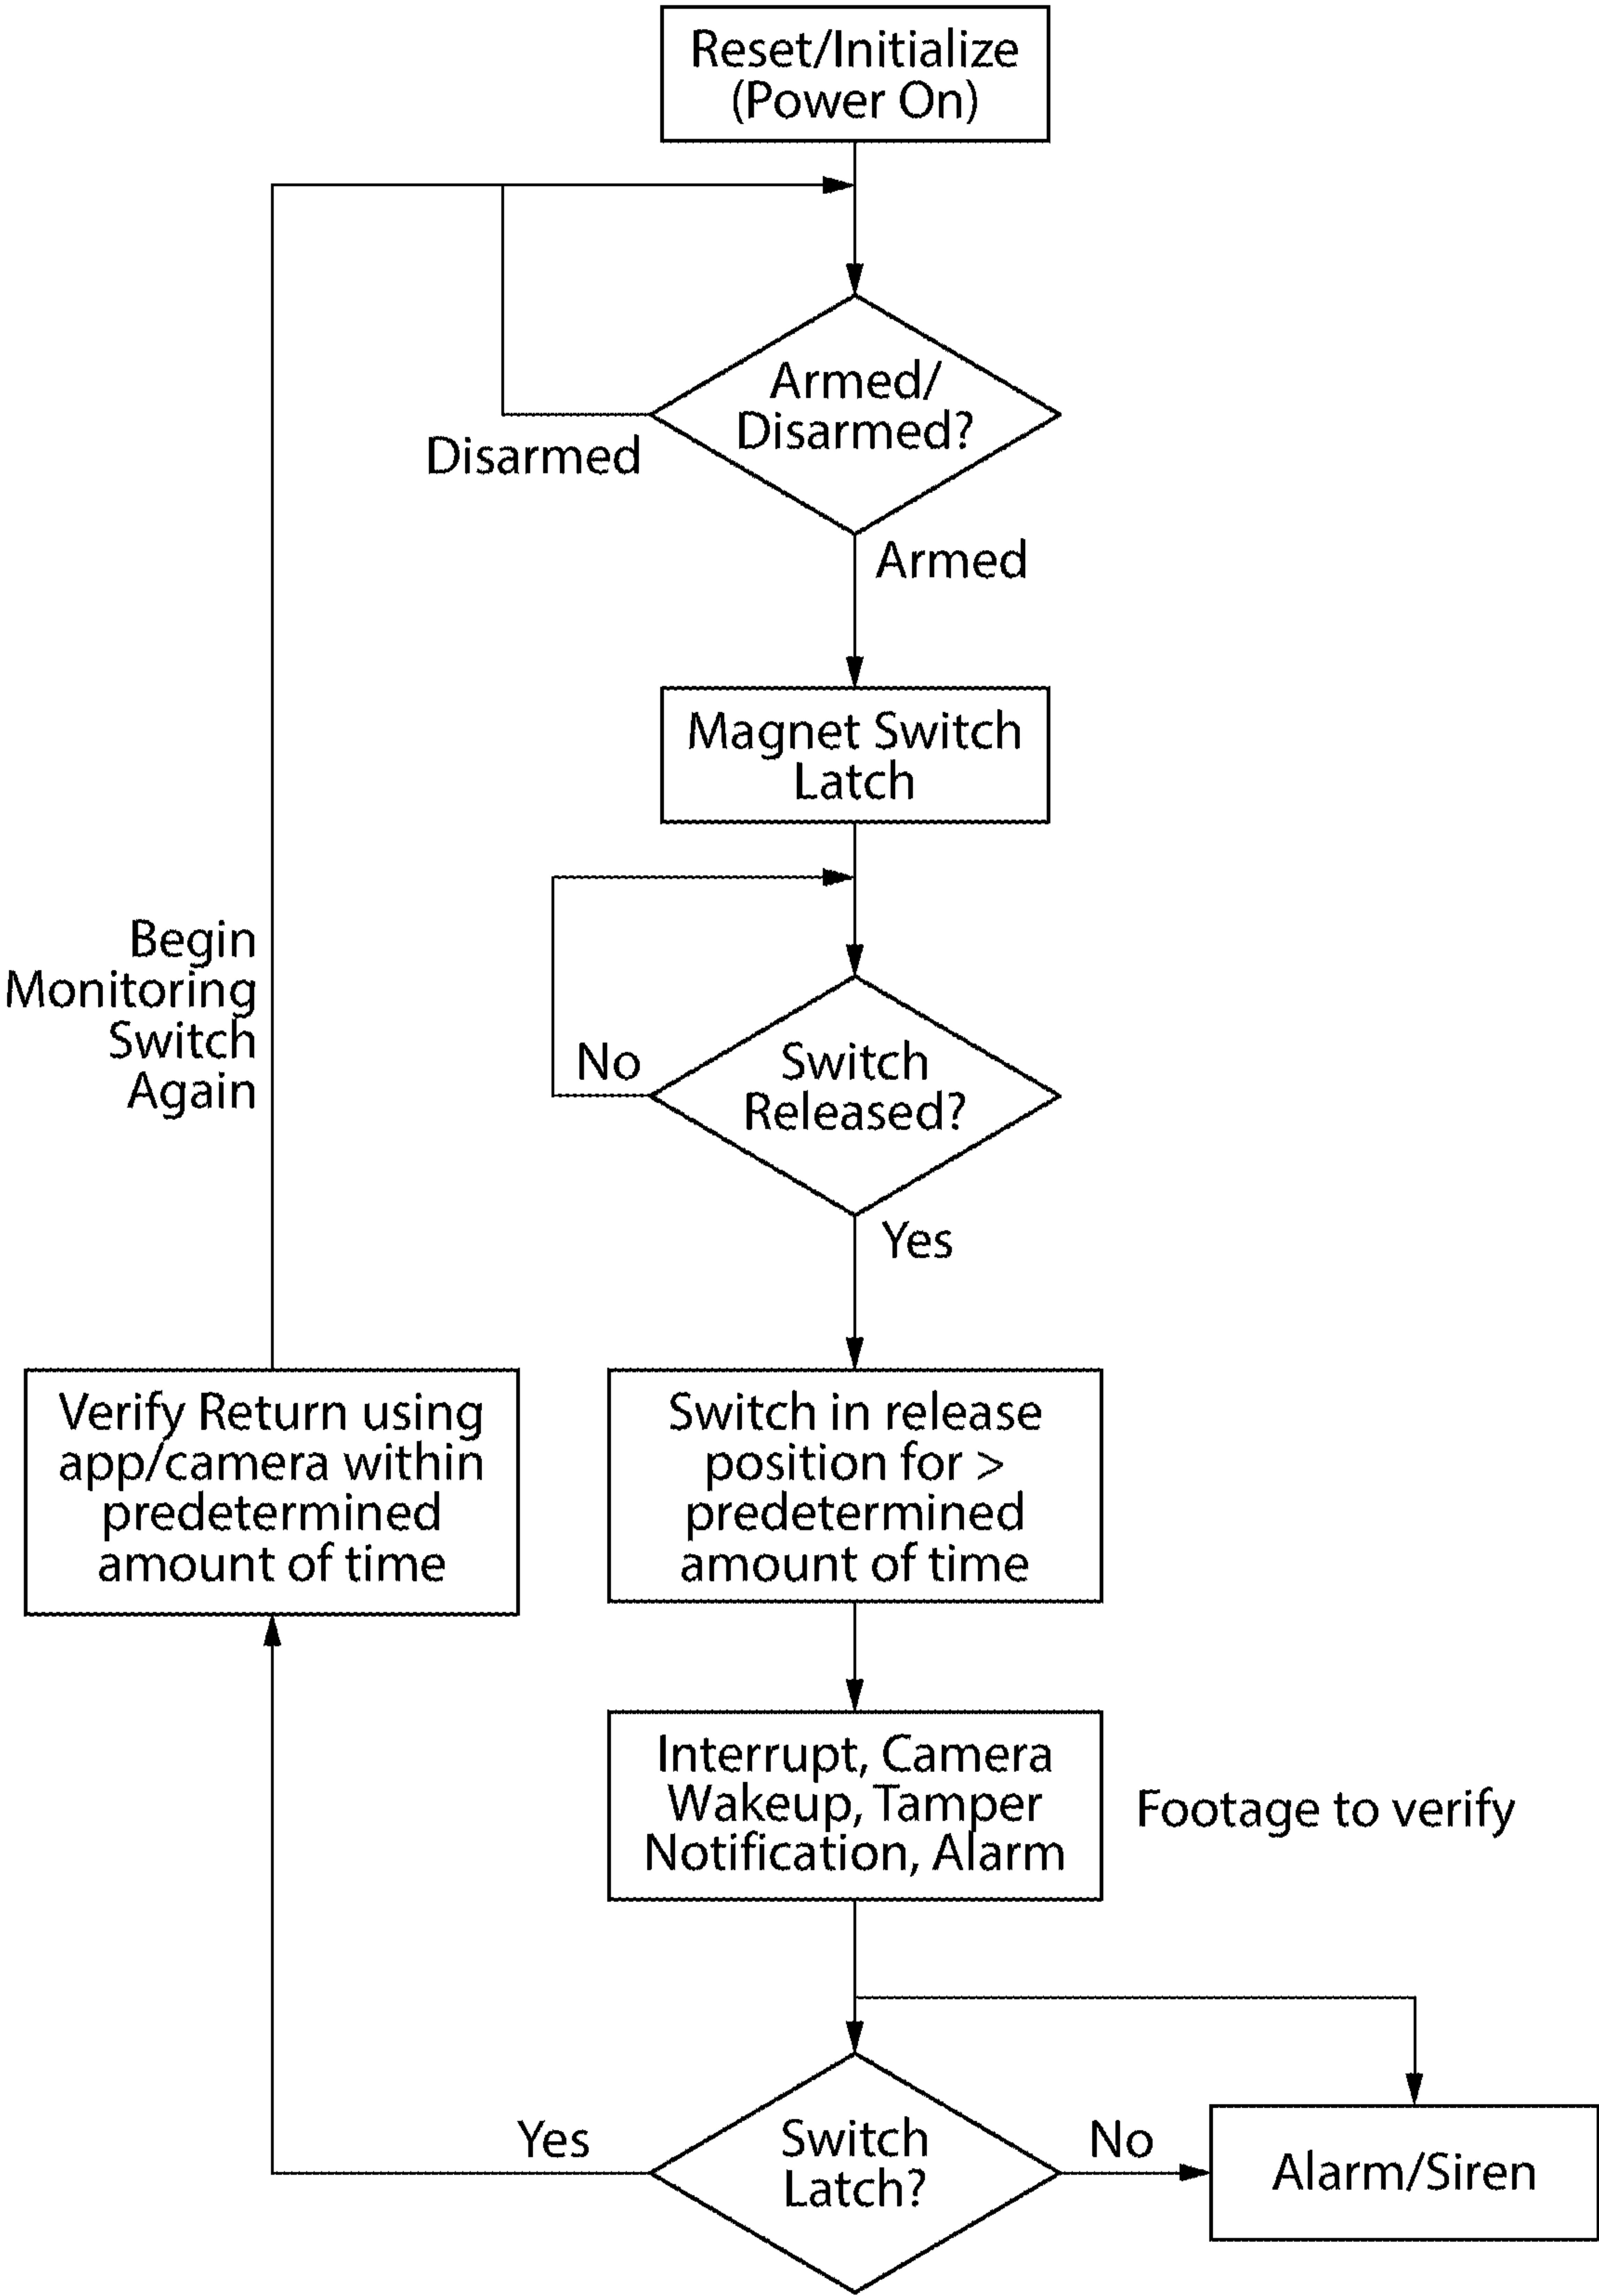 Reset/Initialize
(Power On)
Armed/
Disarmed?
Disarmed
Armed
Magnet Switch
Latch
Begin
Monitoring
Switch
Again
No
Switch
Released?
Yes
Verify Return using
app/camera within
predetermined
amount of time
Switch in release
position for >
predetermined
amount of time
Interrupt, Camera
Wakeup, Tamper
Notification, Alarm
Footage to verify
Yes
Switch
Latch?
No
Alarm/Siren